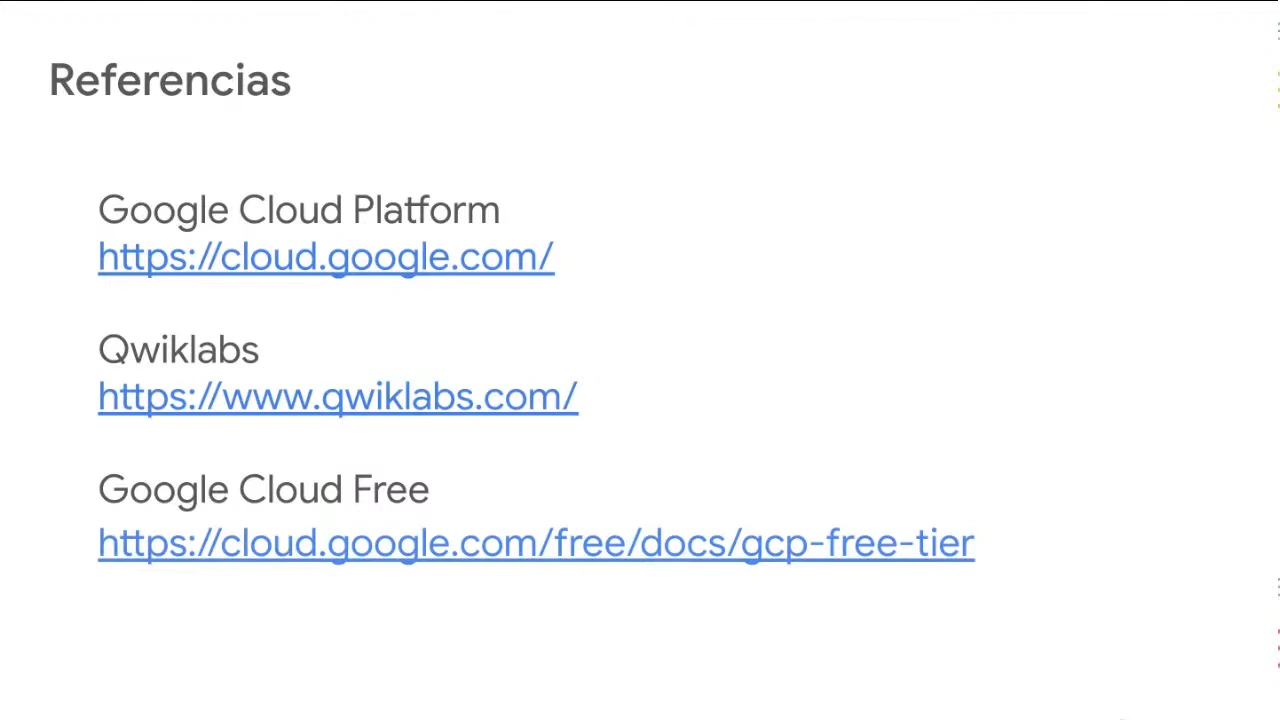 Referencias
Google Cloud Platform
https://cloud.google.com/
Qwiklabs
https://www.qwiklabs.com/
Google Cloud Free
https://cloud.google.com/free/docs/gcp-free-tier